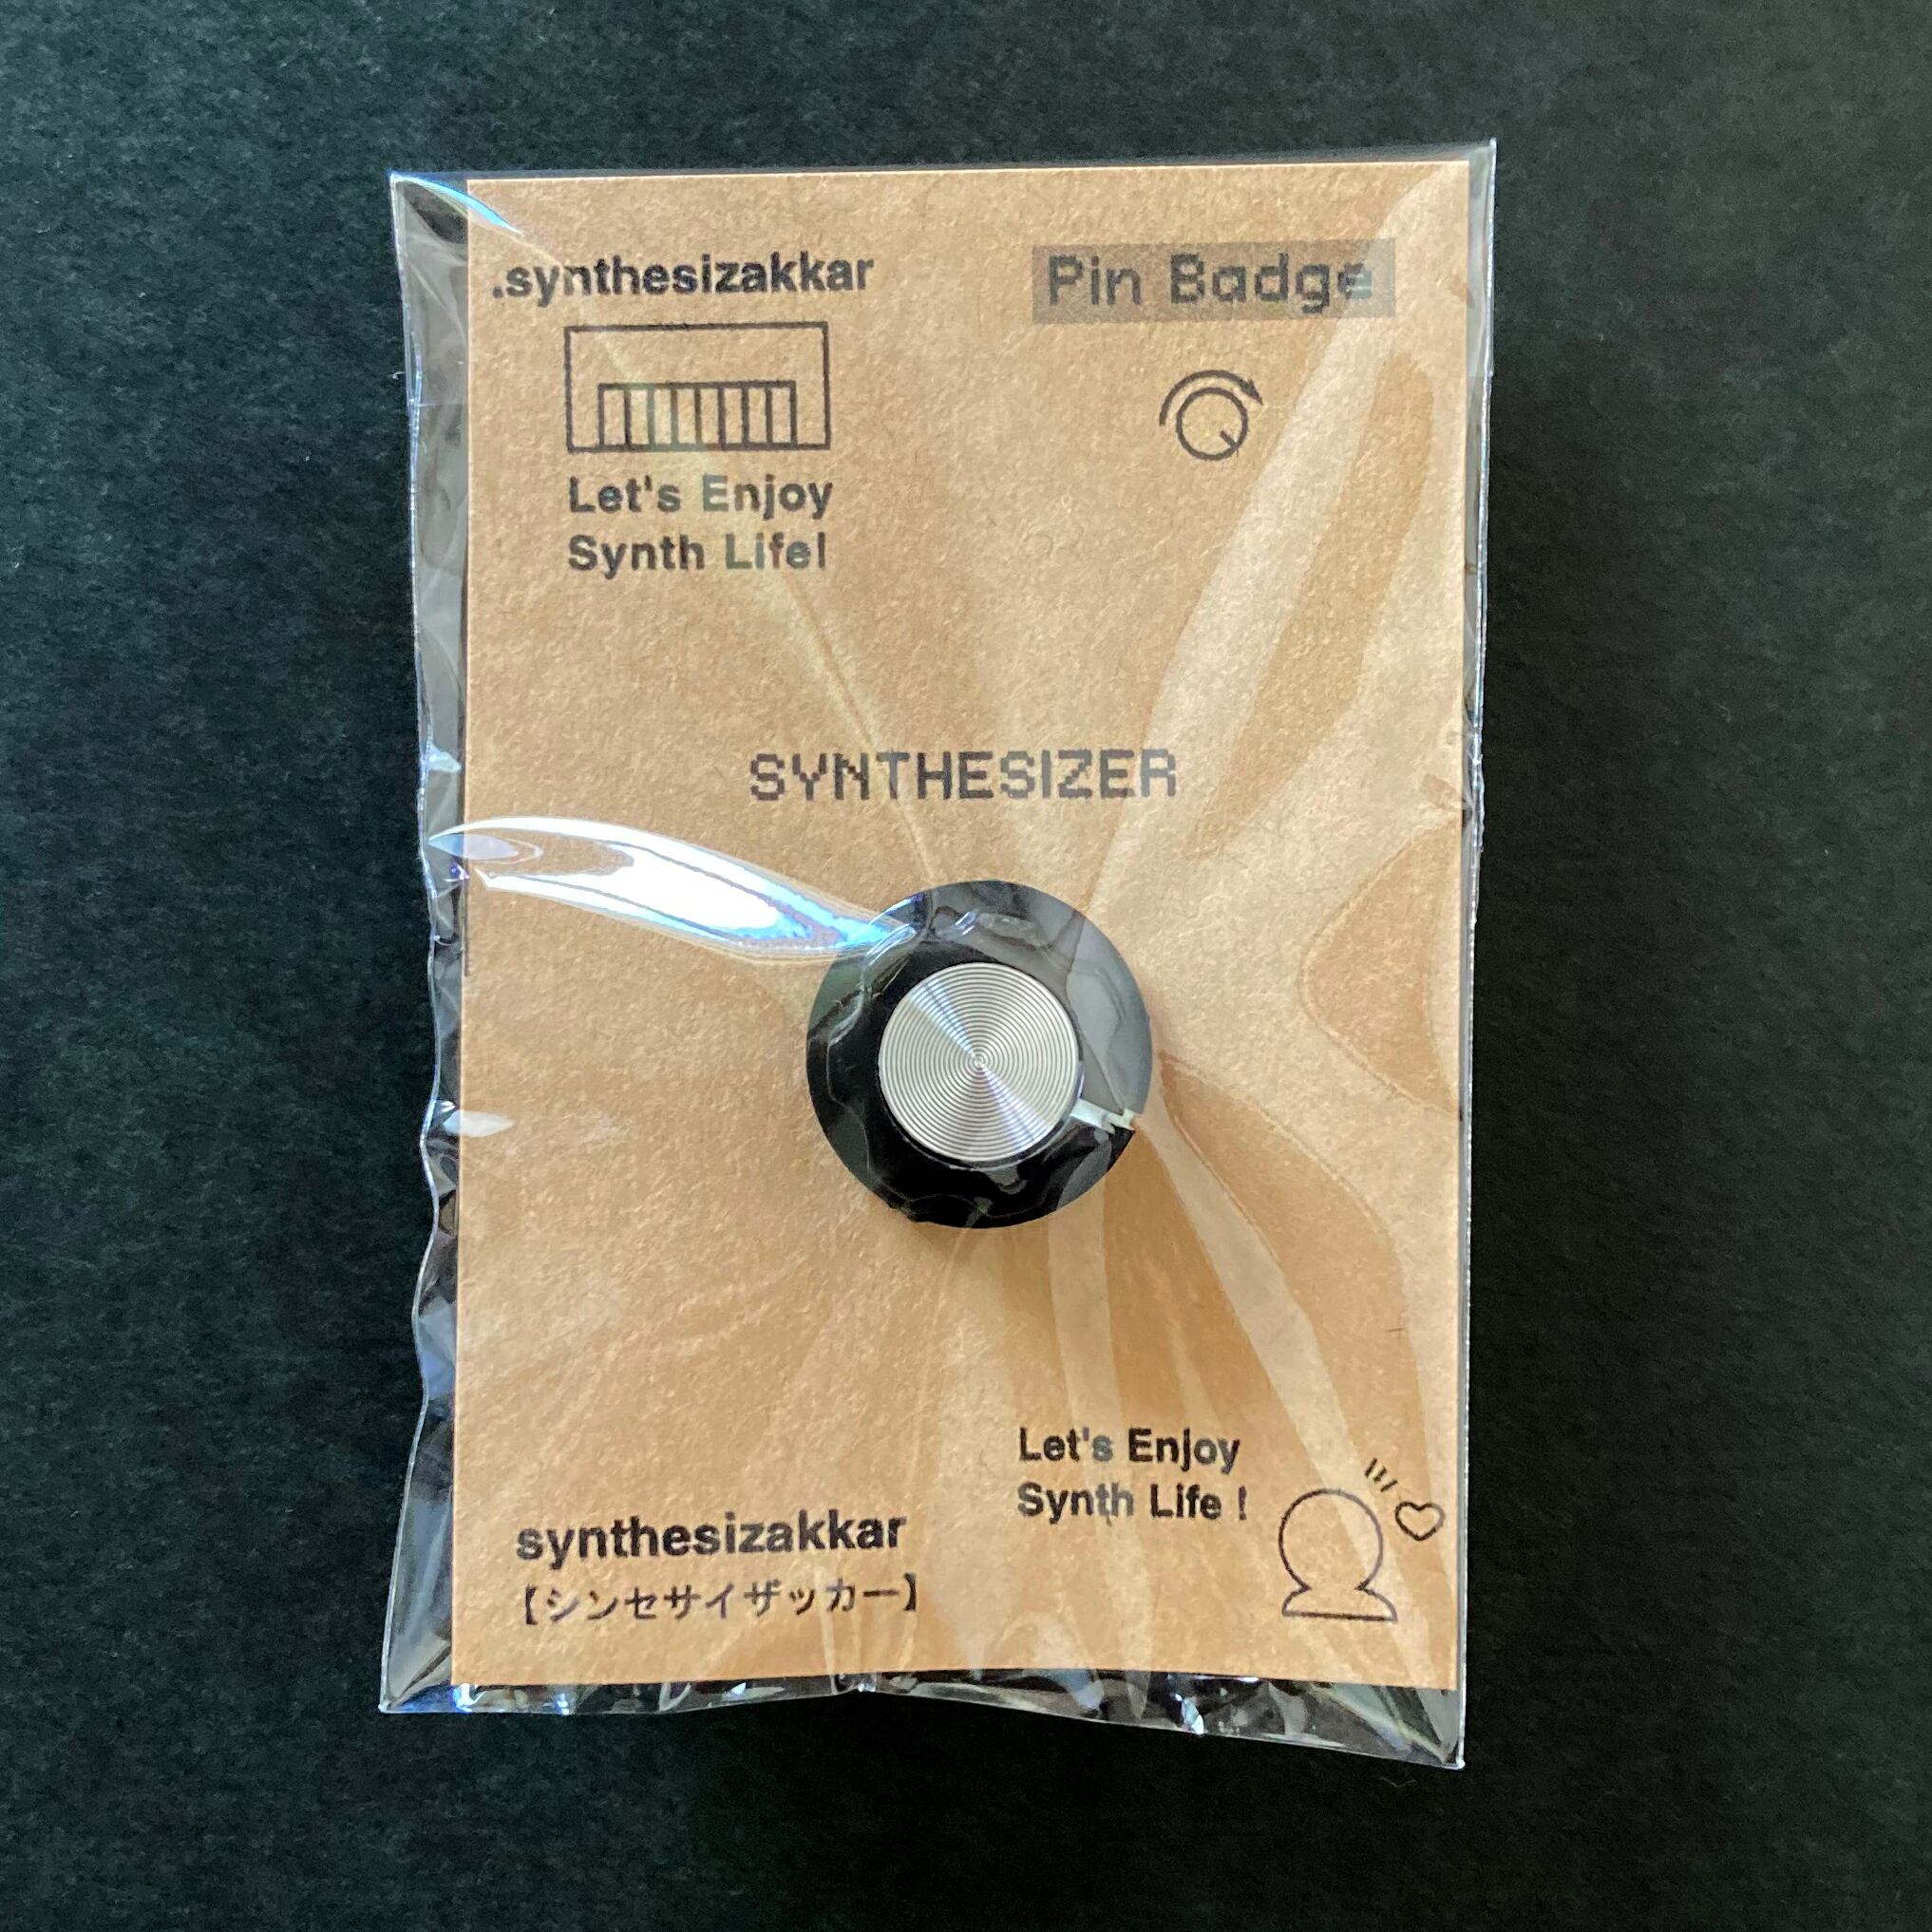 .synthesizakkar
Pin Badge
Let's Enjoy
Synth Life!
SYNTHESIZER
Let's Enjoy
Synth Life !
synthesizakkar
【シンセサイザッカー】